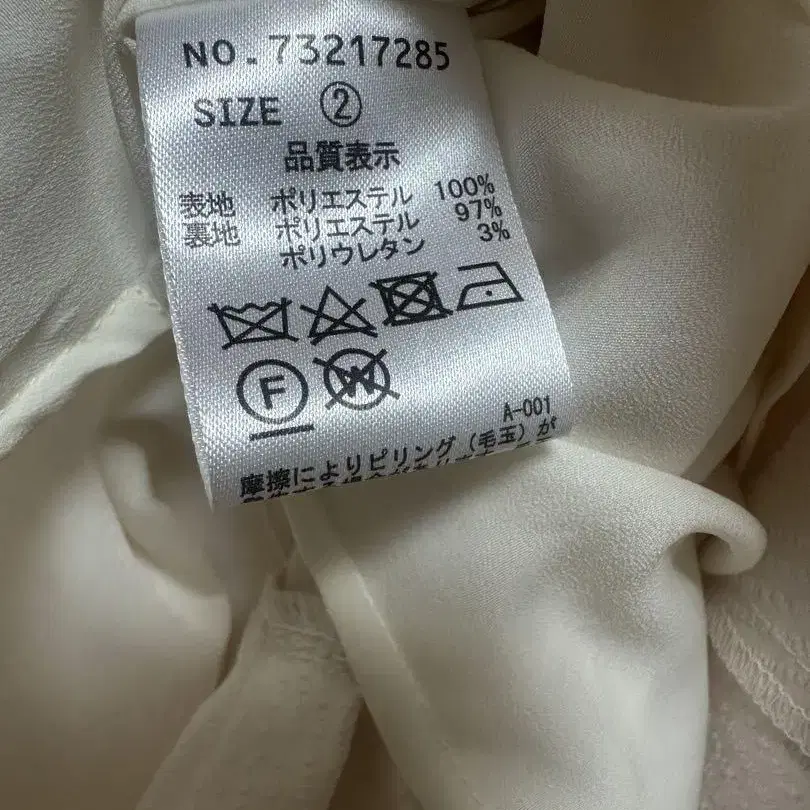 NO.73217285
SIZE ②
品質表示
表地 ポリエステル 100%
裏地 ポリエステル 97%
ポリウレタン 3%
F
W
A-001
摩擦によりピリング(毛玉)が